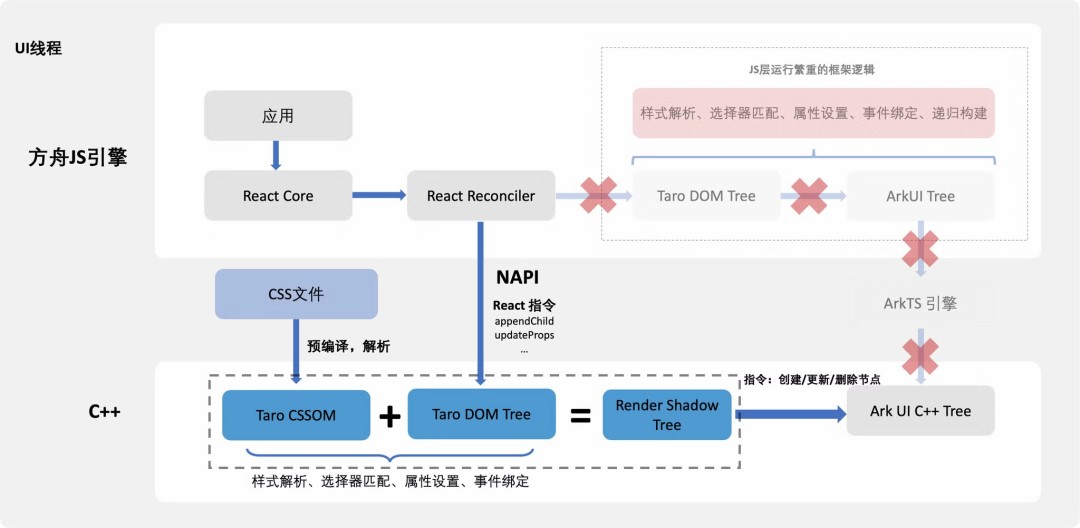 UI线程
JS层运行繁重的框架逻辑
样式解析、选择器匹配、属性设置、事件绑定、递归构建
应用
方舟JS引擎
React Core
React Reconciler
Taro DOM Tree
ArkUI Tree
NAPI
CSS文件
React 指令
appendChild
updateProps
...
ArkTS 引擎
预编译，解析
指令：创建/更新/删除节点
C++
Taro CSSOM
+
Taro DOM Tree
=
Render Shadow
Tree
Ark UI C++ Tree
样式解析、选择器匹配、属性设置、事件绑定